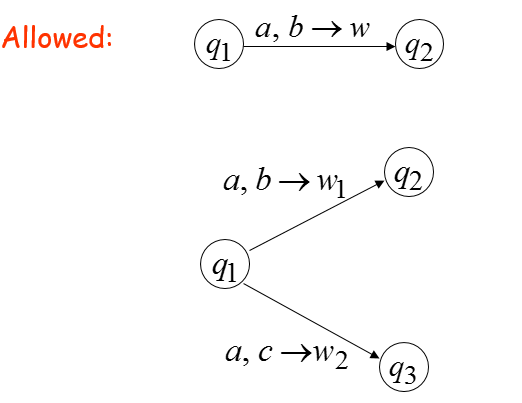 Allowed:
q₁ a, b → w q₂
a, b → w₁ q₂
q₁
a, c → w₂ q₃